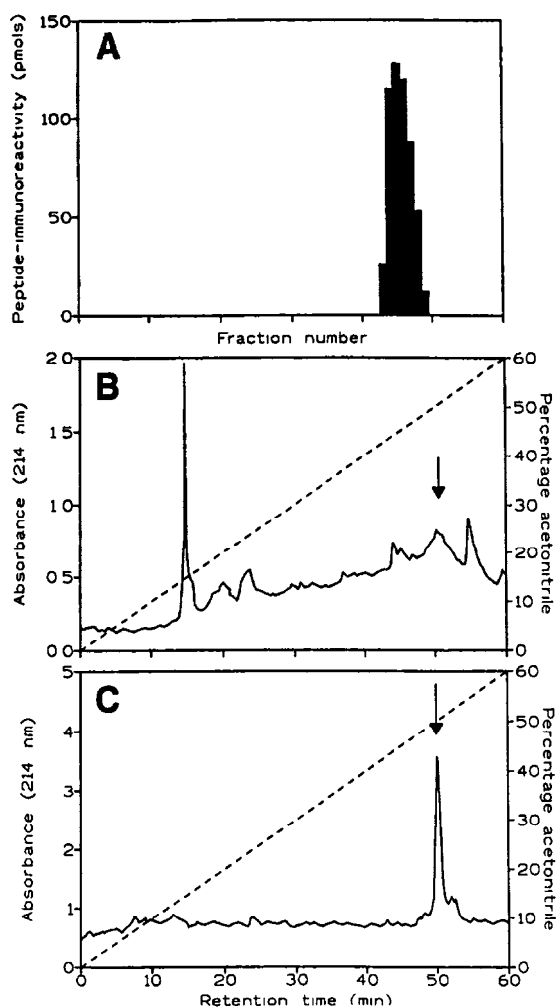 A
Peptide-immunoreactivity (pmols)
150
100
50
0
Fraction number
B
Absorbance (214 nm)
2 0
1 5
1 0
0 5
0 0
60
50
40
30
20
10
0
Percentage acetonitrile
C
Absorbance (214 nm)
5
4
3
2
1
0
60
50
40
30
20
10
0
Percentage acetonitrile
0 10 20 30 40 50 60
Retention time (min)